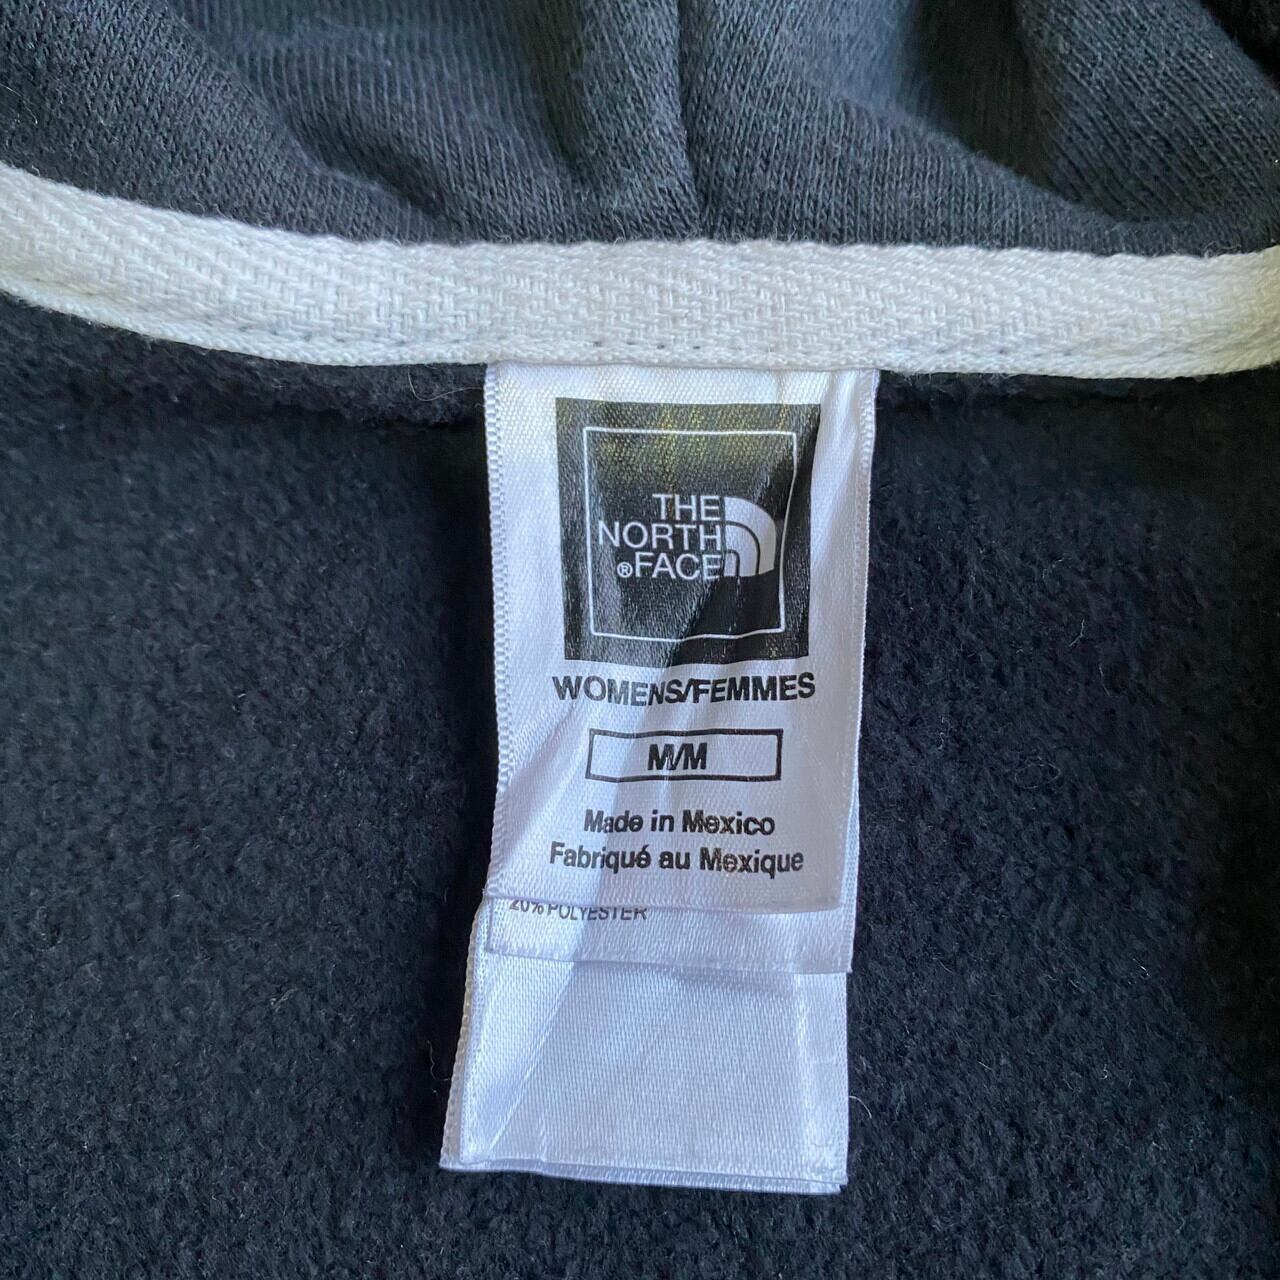 THE
NORTH
®FACE
WOMENS/FEMMES
M/M
Made in Mexico
Fabriqué au Mexique
20% POLYESTER